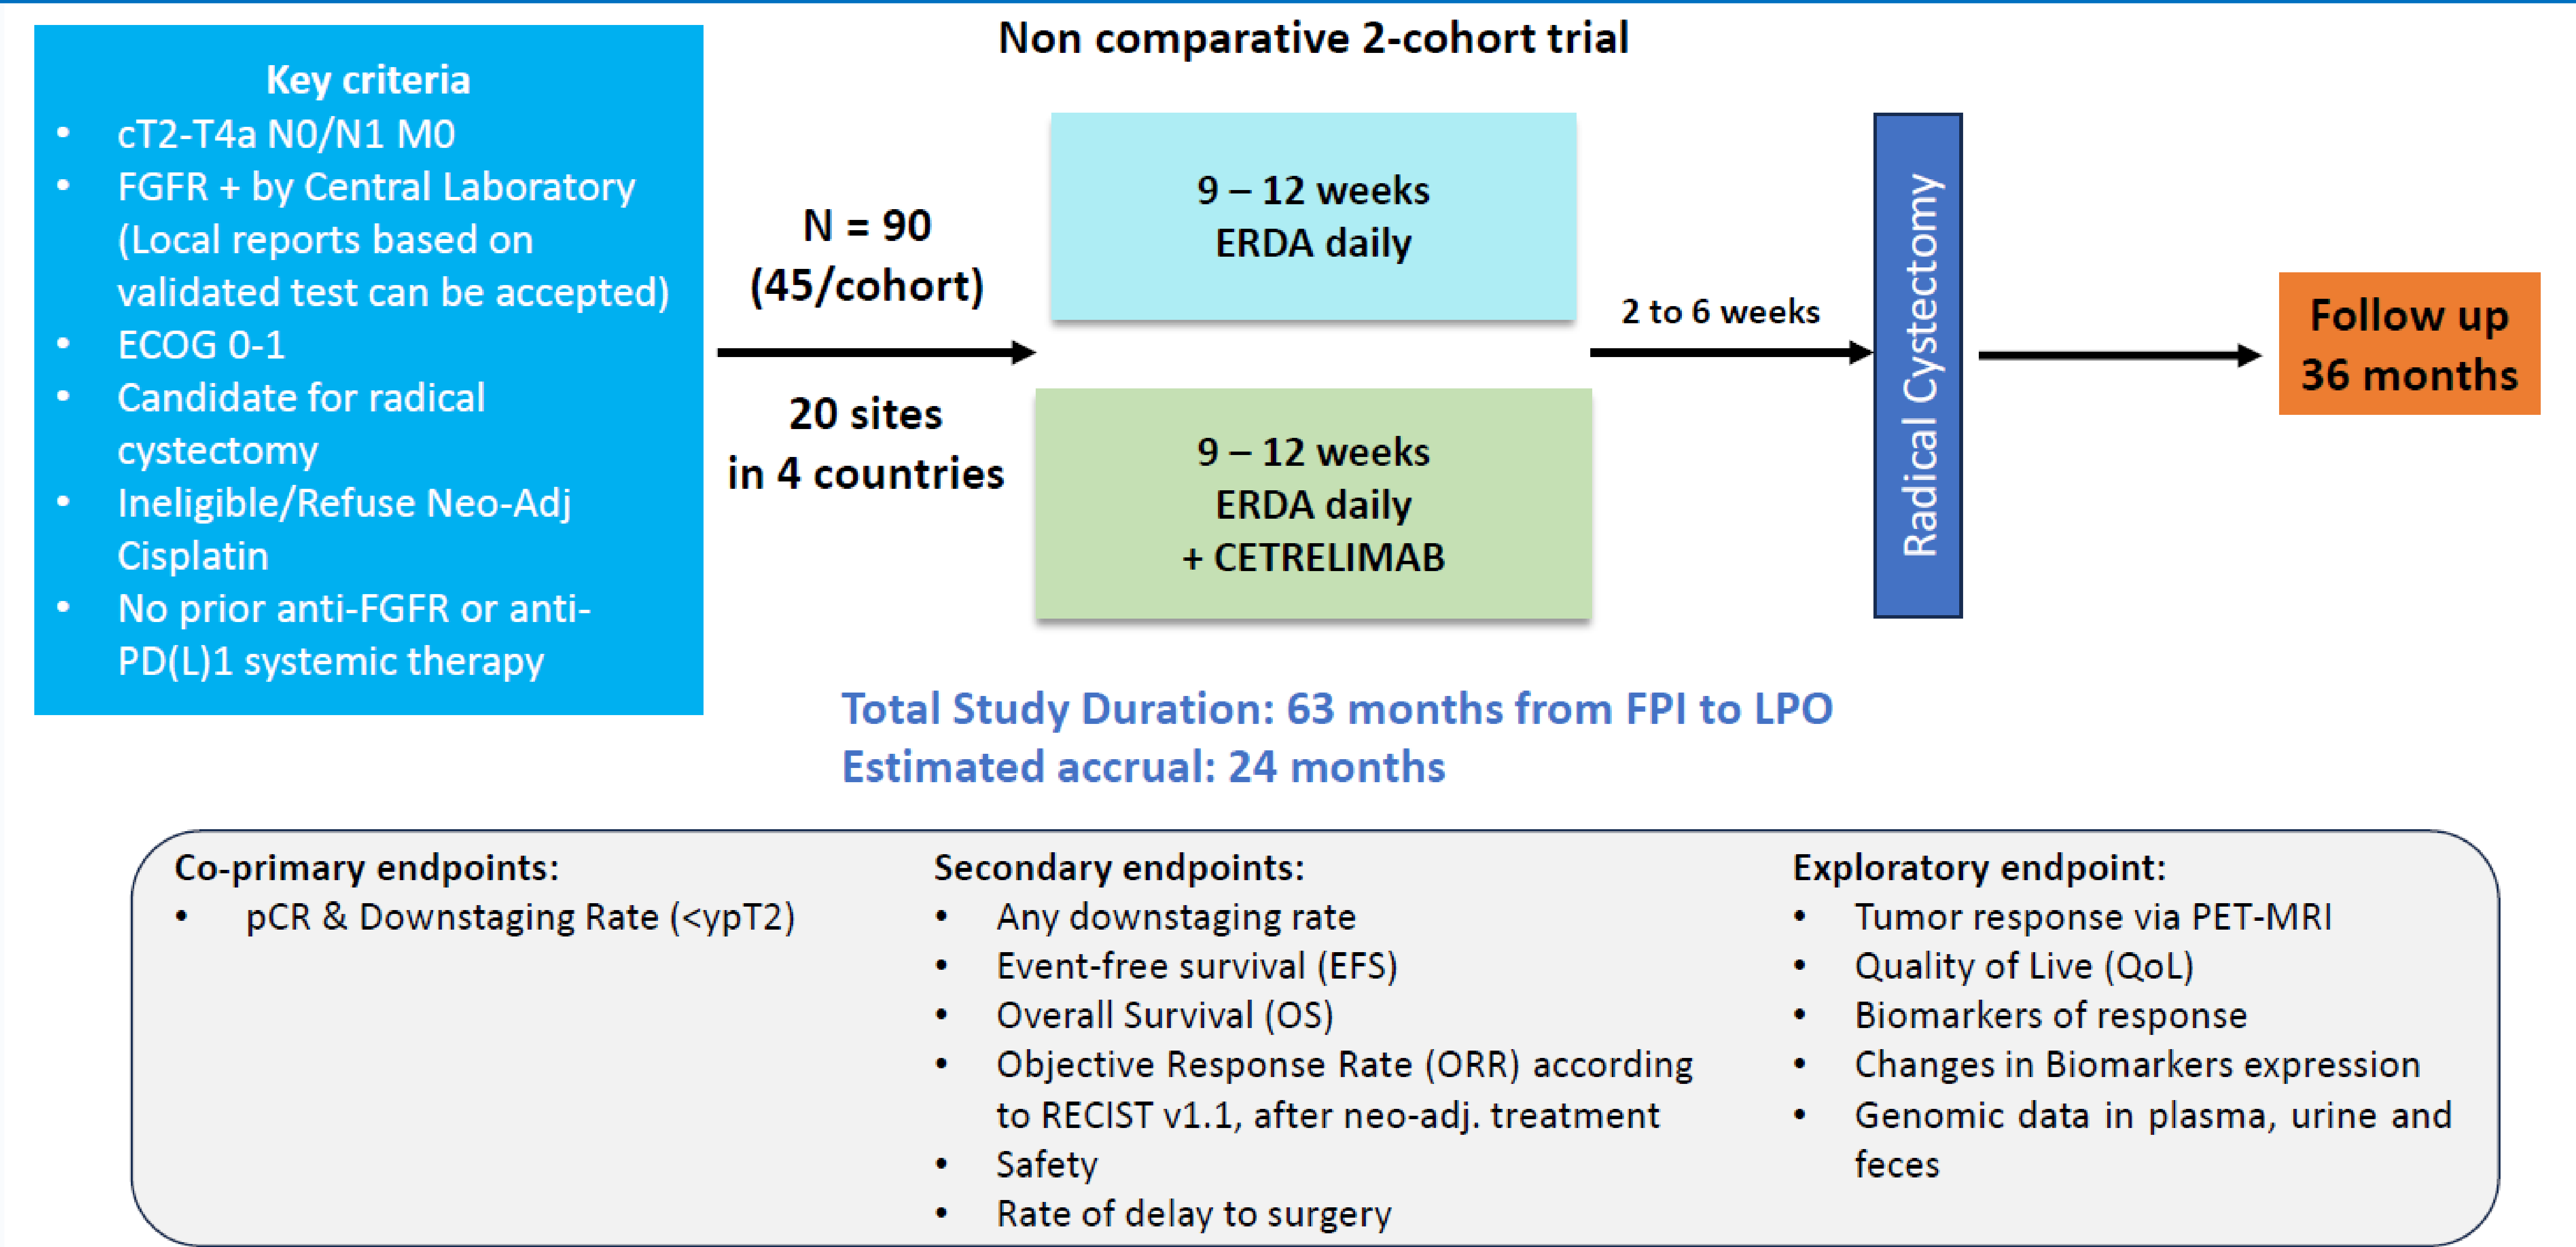 Non comparative 2-cohort trial
Key criteria
• cT2-T4a N0/N1 M0
• FGFR + by Central Laboratory
(Local reports based on
validated test can be accepted)
• ECOG 0-1
• Candidate for radical
cystectomy
• Ineligible/Refuse Neo-Adj
Cisplatin
• No prior anti-FGFR or anti-
PD(L)1 systemic therapy
N = 90
(45/cohort)
20 sites
in 4 countries
9 – 12 weeks
ERDA daily
9 – 12 weeks
ERDA daily
+ CETRELIMAB
2 to 6 weeks
Radical Cystectomy
Follow up
36 months
Total Study Duration: 63 months from FPI to LPO
Estimated accrual: 24 months
Co-primary endpoints:
• pCR & Downstaging Rate (<ypT2)
Secondary endpoints:
• Any downstaging rate
• Event-free survival (EFS)
• Overall Survival (OS)
• Objective Response Rate (ORR) according
to RECIST v1.1, after neo-adj. treatment
• Safety
• Rate of delay to surgery
Exploratory endpoint:
• Tumor response via PET-MRI
• Quality of Live (QoL)
• Biomarkers of response
• Changes in Biomarkers expression
• Genomic data in plasma, urine and
feces